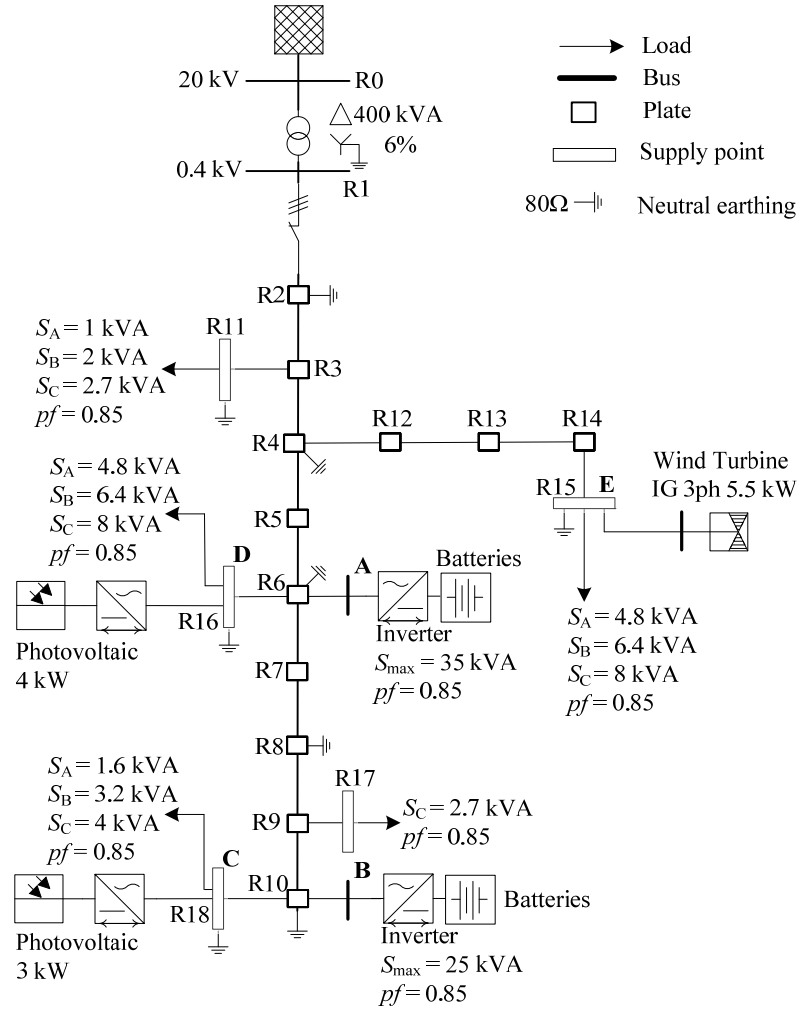 20 kV
R0
400 kVA
6%
0.4 kV
R1
Load
Bus
Plate
Supply point
80Ω
Neutral earthing
R2
S_A = 1 kVA
S_B = 2 kVA
S_C = 2.7 kVA
pf = 0.85
R11
R3
R4
R12
R13
R14
S_A = 4.8 kVA
S_B = 6.4 kVA
S_C = 8 kVA
pf = 0.85
R5
R15
E
Wind Turbine
IG 3ph 5.5 kW
S_A = 4.8 kVA
S_B = 6.4 kVA
S_C = 8 kVA
pf = 0.85
D
R6
A
Batteries
R16
Photovoltaic
4 kW
Inverter
S_max = 35 kVA
pf = 0.85
R7
R8
S_A = 1.6 kVA
S_B = 3.2 kVA
S_C = 4 kVA
pf = 0.85
R17
R9
S_C = 2.7 kVA
pf = 0.85
C
R10
B
Batteries
R18
Photovoltaic
3 kW
Inverter
S_max = 25 kVA
pf = 0.85